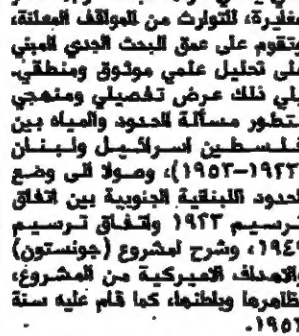 مغايرة، للتوارث من المواقف المعلنة،
وتقوم على عمق البحث الجدي المبني
على تحليل علمي موثوق ومنطقي.
يلي ذلك عرض تفصيلي ومنهجي
لتطور مسألة الحدود والمياه بين
فلسطين اسرائيل ولبنان
(١٩٢٣-١٩٥٣)، وصولا الى وضع
الحدود اللبنانية الجنوبية بين اتفاق
ترسيم ١٩٢٣ واتفاق ترسيم
١٩٤٩، وشرح لمشروع (جونستون)
والاهداف الاميركية من المشروع،
ظاهرها وباطنها، كما قام عليه سنة